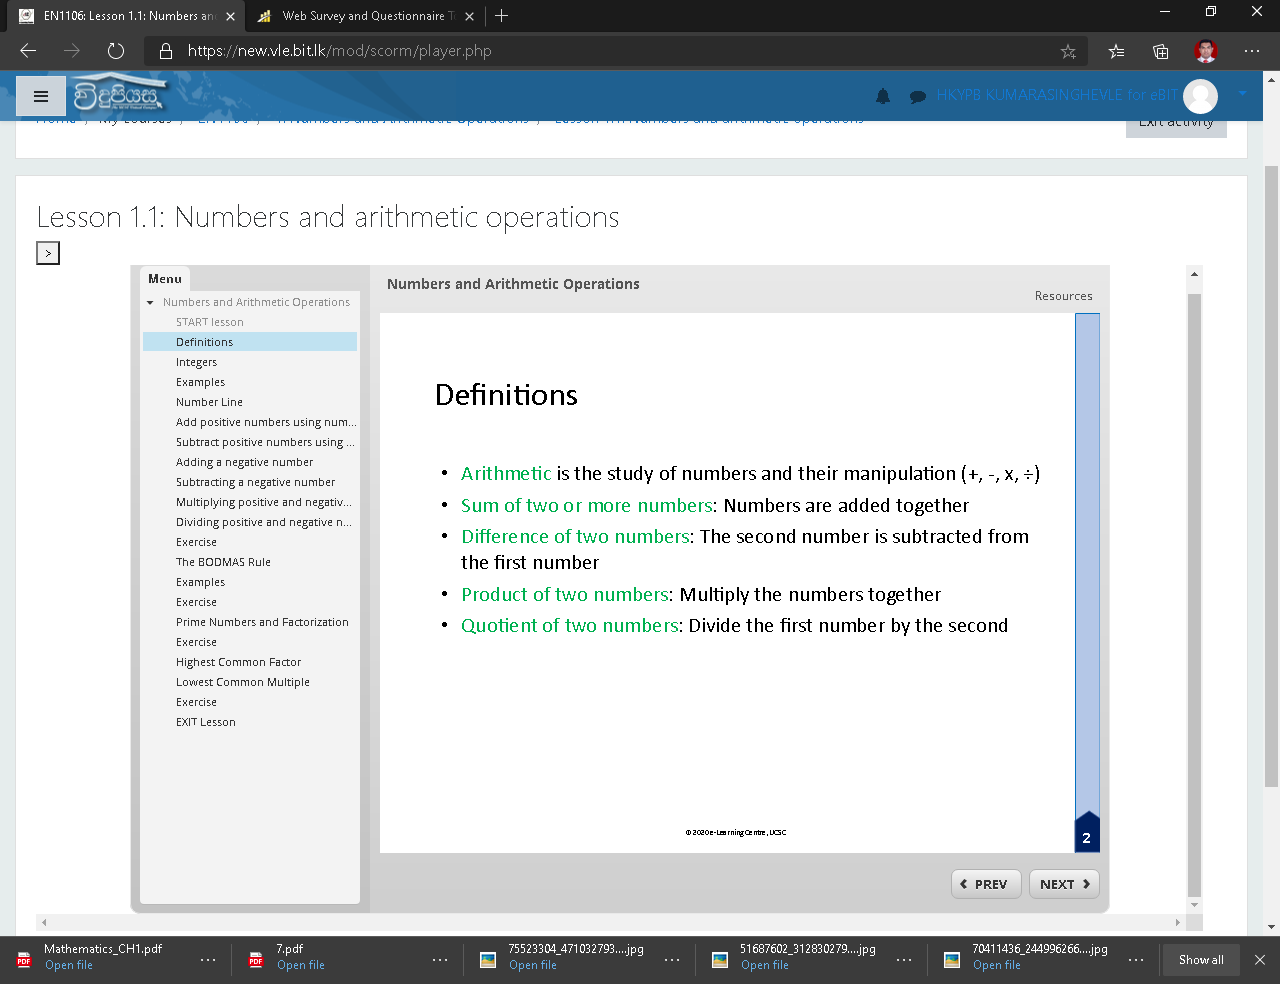 EN1106: Lesson 1.1: Numbers an
Web Survey and Questionnaire T
https://new.vle.bit.lk/mod/scorm/player.php
විදුපියස
HKYPB KUMARASINGHEVLE for eBIT
Home / My courses / EN1106 / 1. Numbers and Arithmetic Operations / Lesson 1.1: Numbers and arithmetic operations
Exit activity
Lesson 1.1: Numbers and arithmetic operations
>
Menu
Numbers and Arithmetic Operations
START lesson
Definitions
Integers
Examples
Number Line
Add positive numbers using num...
Subtract positive numbers using ...
Adding a negative number
Subtracting a negative number
Multiplying positive and negativ...
Dividing positive and negative n...
Exercise
The BODMAS Rule
Examples
Exercise
Prime Numbers and Factorization
Exercise
Highest Common Factor
Lowest Common Multiple
Exercise
EXIT Lesson
Numbers and Arithmetic Operations
Resources
Definitions
• Arithmetic is the study of numbers and their manipulation (+, -, x, ÷)
• Sum of two or more numbers: Numbers are added together
• Difference of two numbers: The second number is subtracted from
the first number
• Product of two numbers: Multiply the numbers together
• Quotient of two numbers: Divide the first number by the second
© 2020 e-Learning Centre, UCSC
2
PREV
NEXT
Mathematics_CH1.pdf
Open file
7.pdf
Open file
75523304_471032793....jpg
Open file
51687602_312830279....jpg
Open file
70411436_244996266....jpg
Open file
Show all